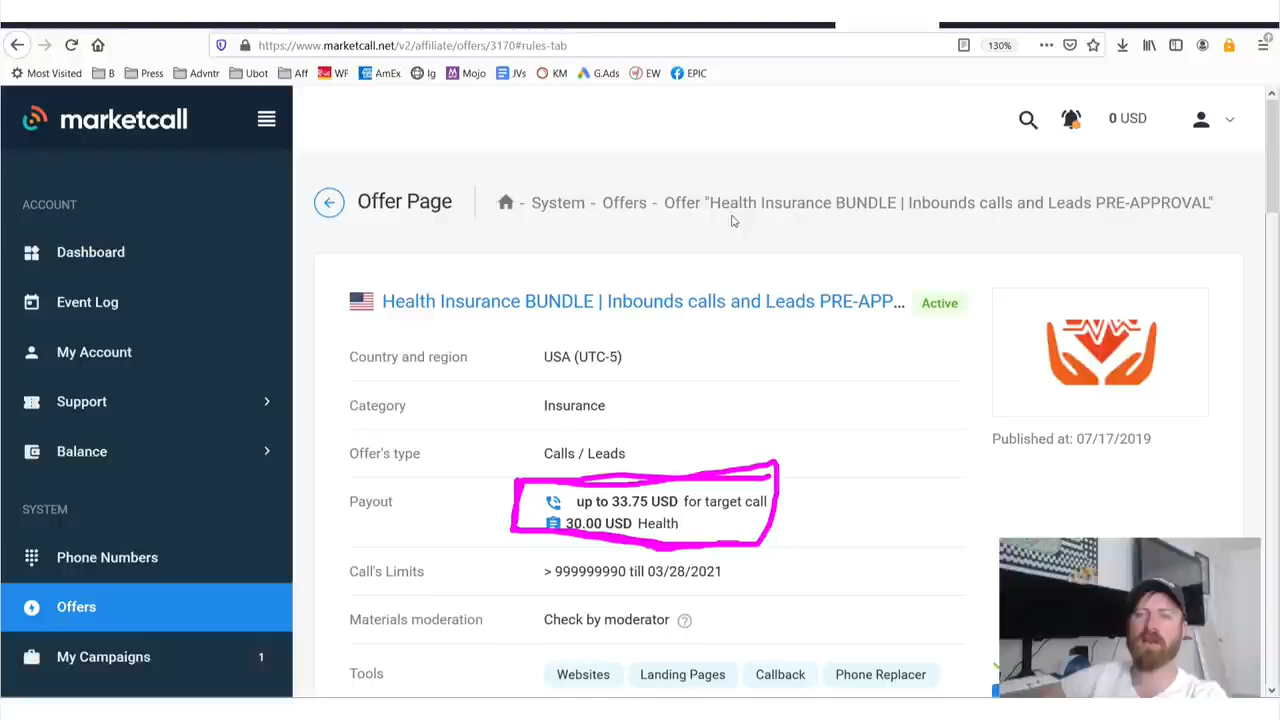 https://www.marketcall.net/v2/affiliate/offers/3170#rules-tab
130%
Most Visited B Press Advntr Ubot Aff WF AmEx Ig Mojo JVs KM G.Ads EW EPIC
marketcall
0 USD
ACCOUNT
Dashboard
Event Log
My Account
Support
Balance
SYSTEM
Phone Numbers
Offers
My Campaigns 1
Offer Page
System - Offers - Offer "Health Insurance BUNDLE | Inbounds calls and Leads PRE-APPROVAL"
Health Insurance BUNDLE | Inbounds calls and Leads PRE-APP... Active
Country and region USA (UTC-5)
Category Insurance
Offer's type Calls / Leads
Payout up to 33.75 USD for target call
30.00 USD Health
Call's Limits > 999999990 till 03/28/2021
Materials moderation Check by moderator ?
Tools Websites Landing Pages Callback Phone Replacer
Published at: 07/17/2019